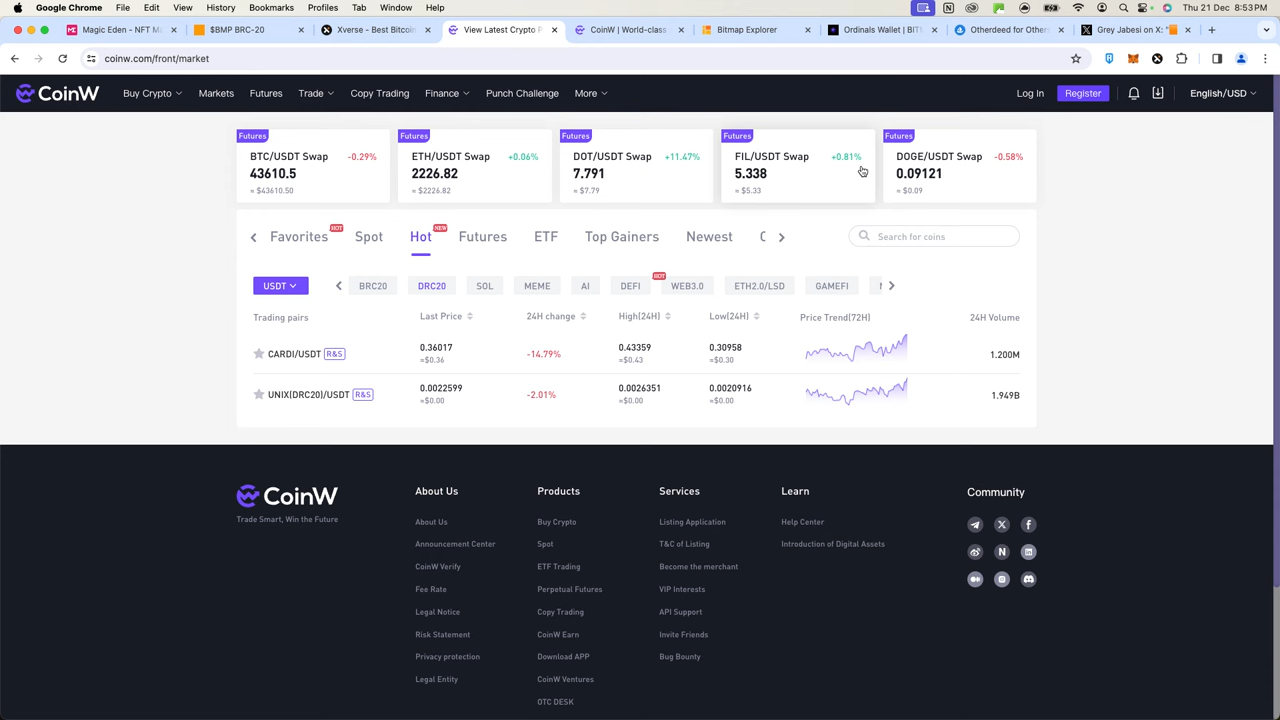 Google Chrome File Edit View History Bookmarks Profiles Tab Window Help Thu 21 Dec 8:53 PM
Magic Eden - NFT M $BMP BRC-20 Xverse – Best Bitcoin View Latest Crypto P CoinW | World-class Bitmap Explorer Ordinals Wallet | BITM Otherdeed for Other Grey Jabesi on X: "
coinw.com/front/market
CoinW Buy Crypto Markets Futures Trade Copy Trading Finance Punch Challenge More Log In Register English/USD
Futures Futures Futures Futures Futures
BTC/USDT Swap -0.29% ETH/USDT Swap +0.06% DOT/USDT Swap +11.47% FIL/USDT Swap +0.81% DOGE/USDT Swap -0.58%
43610.5 2226.82 7.791 5.338 0.09121
≈ $43610.50 ≈ $2226.82 ≈ $7.79 ≈ $5.33 ≈ $0.09
Favorites HOT Spot Hot NEW Futures ETF Top Gainers Newest Search for coins
USDT BRC20 DRC20 SOL MEME AI DEFI HOT WEB3.0 ETH2.0/LSD GAMEFI
Trading pairs Last Price 24H change High(24H) Low(24H) Price Trend(72H) 24H Volume
CARDI/USDT R&S 0.36017 -14.79% 0.43359 0.30958 1.200M
≈$0.36 ≈$0.43 ≈$0.30
UNIX(DRC20)/USDT R&S 0.0022599 -2.01% 0.0026351 0.0020916 1.949B
≈$0.00 ≈$0.00 ≈$0.00
CoinW About Us Products Services Learn Community
Trade Smart, Win the Future About Us Buy Crypto Listing Application Help Center
Announcement Center Spot T&C of Listing Introduction of Digital Assets
CoinW Verify ETF Trading Become the merchant
Fee Rate Perpetual Futures VIP Interests
Legal Notice Copy Trading API Support
Risk Statement CoinW Earn Invite Friends
Privacy protection Download APP Bug Bounty
Legal Entity CoinW Ventures
OTC DESK